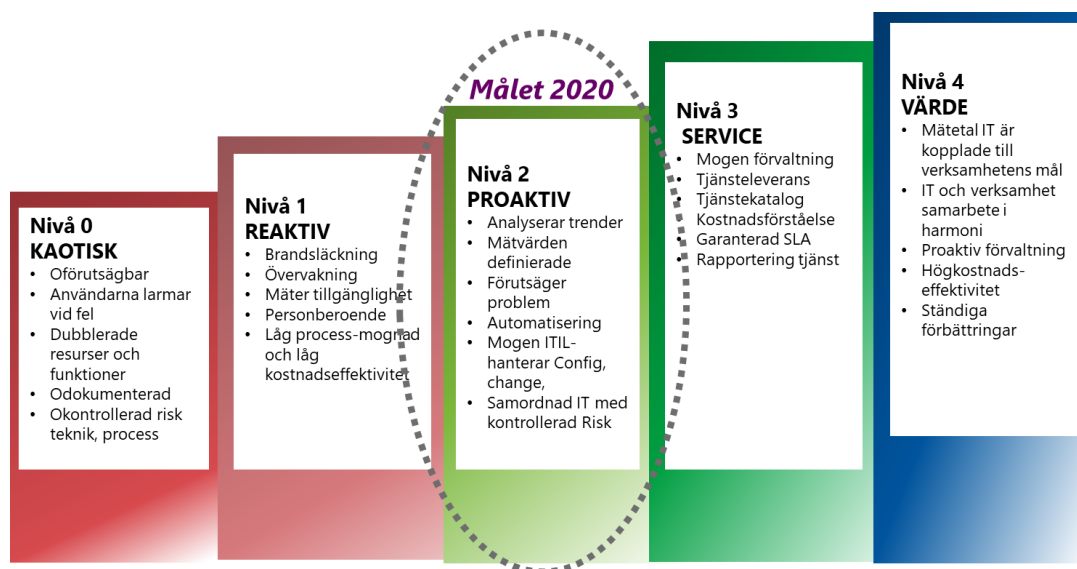 Målet 2020
Nivå 0
KAOTISK
• Oförutsägbar
• Användarna larmar
vid fel
• Dubblerade
resurser och
funktioner
• Odokumenterad
• Okontrollerad risk
teknik, process
Nivå 1
REAKTIV
• Brandsläckning
• Övervakning
• Mäter tillgänglighet
• Personberoende
• Låg process-mognad
och låg
kostnadseffektivitet
Nivå 2
PROAKTIV
• Analyserar trender
• Mätvärden
definierade
• Förutsäger
problem
• Automatisering
• Mogen ITIL-
hanterar Config,
change,
• Samordnad IT med
kontrollerad Risk
Nivå 3
SERVICE
• Mogen förvaltning
• Tjänsteleverans
• Tjänstekatalog
• Kostnadsförståelse
• Garanterad SLA
• Rapportering tjänst
Nivå 4
VÄRDE
• Mätetal IT är
kopplade till
verksamhetens mål
• IT och verksamhet
samarbete i
harmoni
• Proaktiv förvaltning
• Högkostnads-
effektivitet
• Ständiga
förbättringar